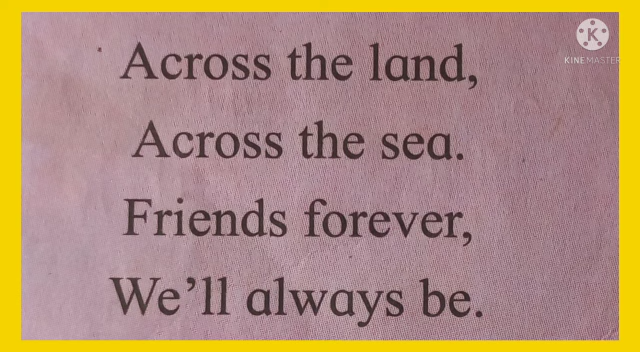 Across the land,
Across the sea.
Friends forever,
We'll always be.
K
KINEMASTER